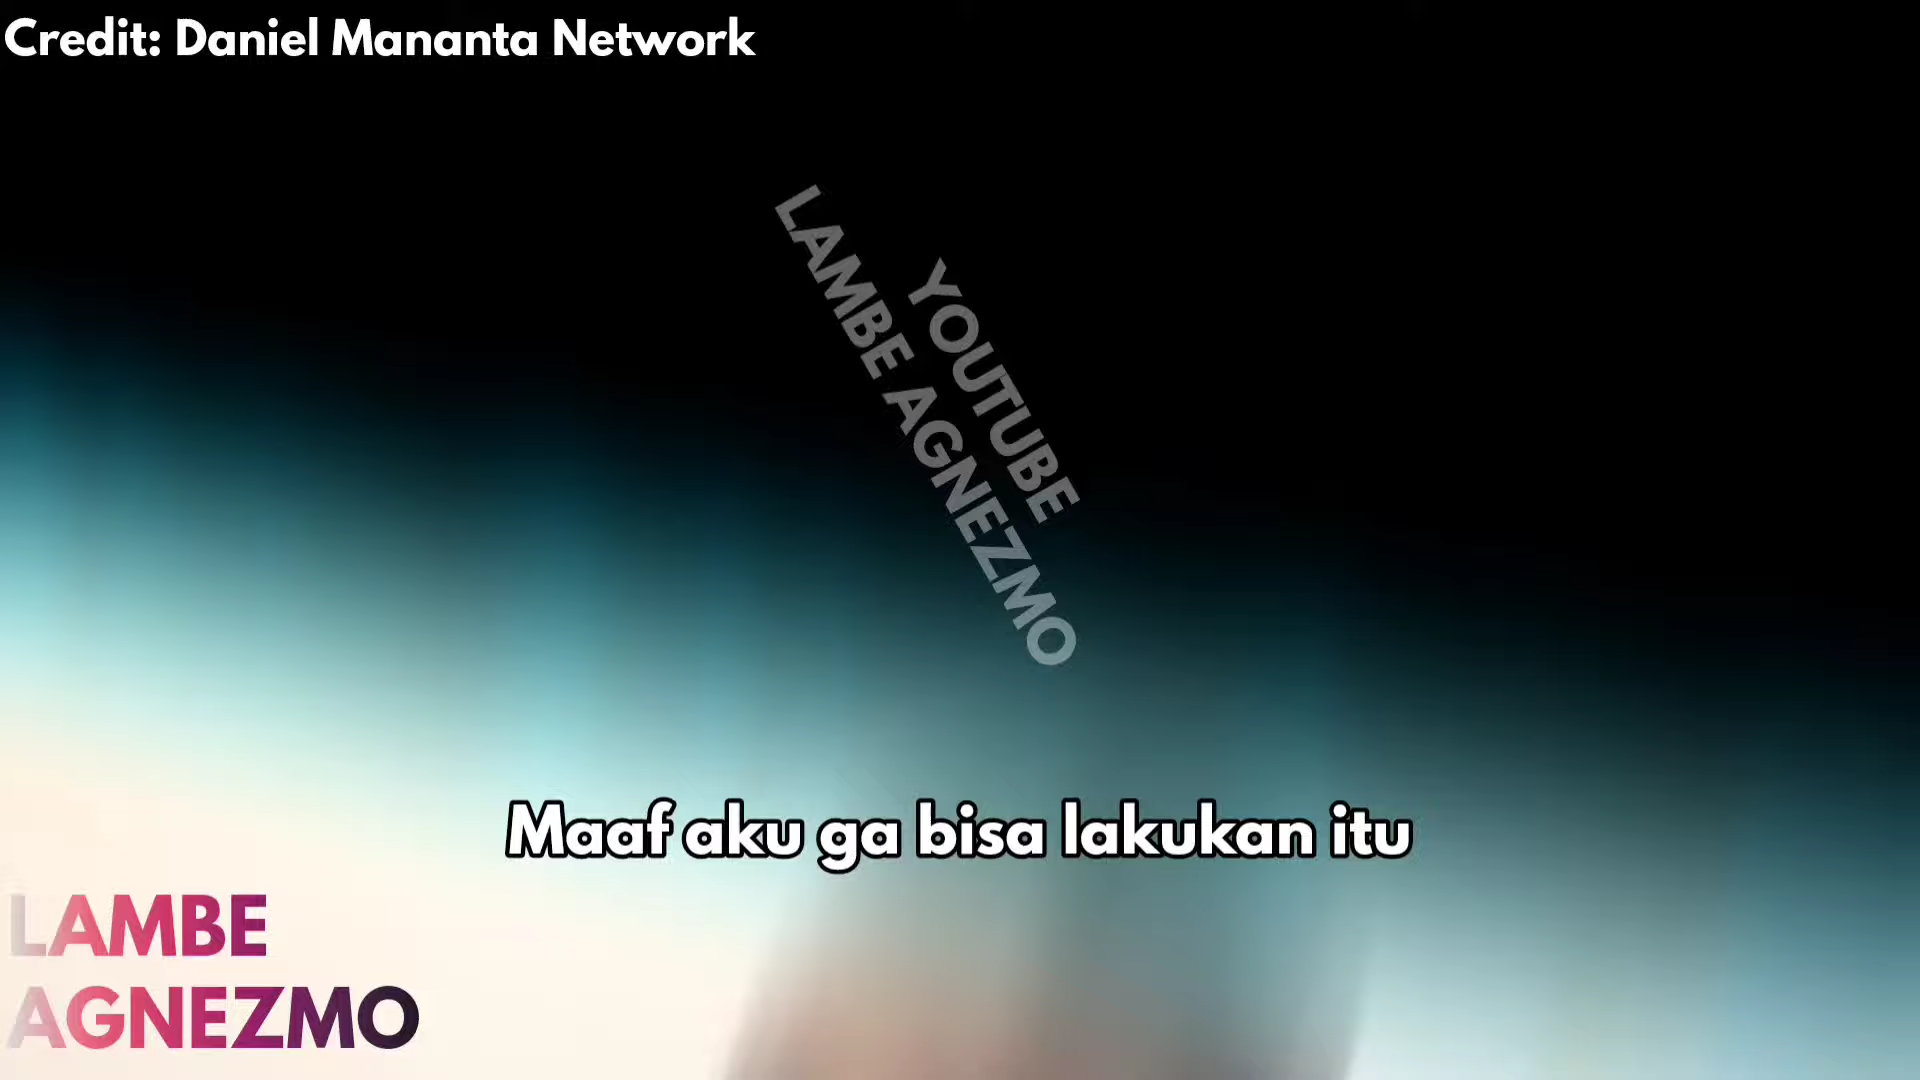 Credit: Daniel Mananta Network
YOUTUBE
LAMBE AGNEZMO
Maaf aku ga bisa lakukan itu
LAMBE
AGNEZMO